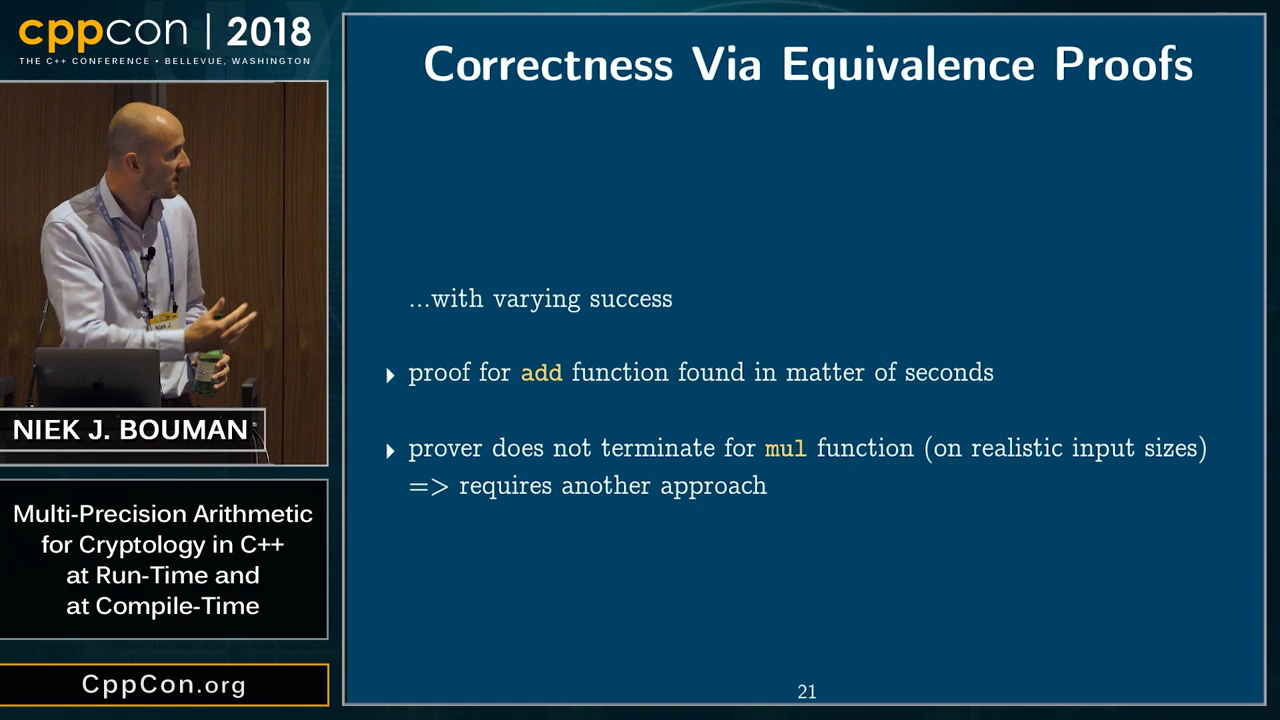 cppcon | 2018
THE C++ CONFERENCE • BELLEVUE, WASHINGTON
Niek J.
NIEK J. BOUMAN
Multi-Precision Arithmetic
for Cryptology in C++
at Run-Time and
at Compile-Time
CppCon.org
Correctness Via Equivalence Proofs
...with varying success
proof for add function found in matter of seconds
prover does not terminate for mul function (on realistic input sizes)
=> requires another approach
21